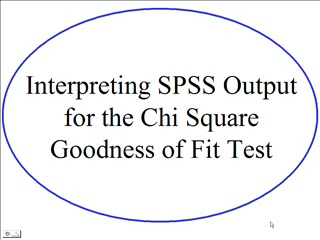 Interpreting SPSS Output
for the Chi Square
Goodness of Fit Test